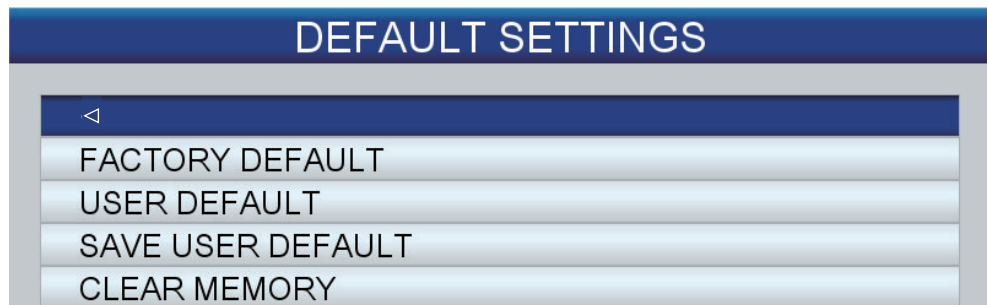 DEFAULT SETTINGS
FACTORY DEFAULT
USER DEFAULT
SAVE USER DEFAULT
CLEAR MEMORY